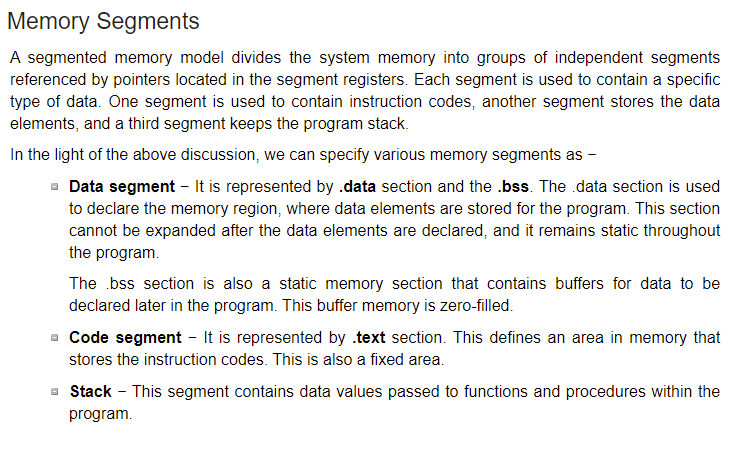 Memory Segments
A segmented memory model divides the system memory into groups of independent segments
referenced by pointers located in the segment registers. Each segment is used to contain a specific
type of data. One segment is used to contain instruction codes, another segment stores the data
elements, and a third segment keeps the program stack.
In the light of the above discussion, we can specify various memory segments as −
Data segment − It is represented by .data section and the .bss. The .data section is used
to declare the memory region, where data elements are stored for the program. This section
cannot be expanded after the data elements are declared, and it remains static throughout
the program.
The .bss section is also a static memory section that contains buffers for data to be
declared later in the program. This buffer memory is zero-filled.
Code segment − It is represented by .text section. This defines an area in memory that
stores the instruction codes. This is also a fixed area.
Stack − This segment contains data values passed to functions and procedures within the
program.